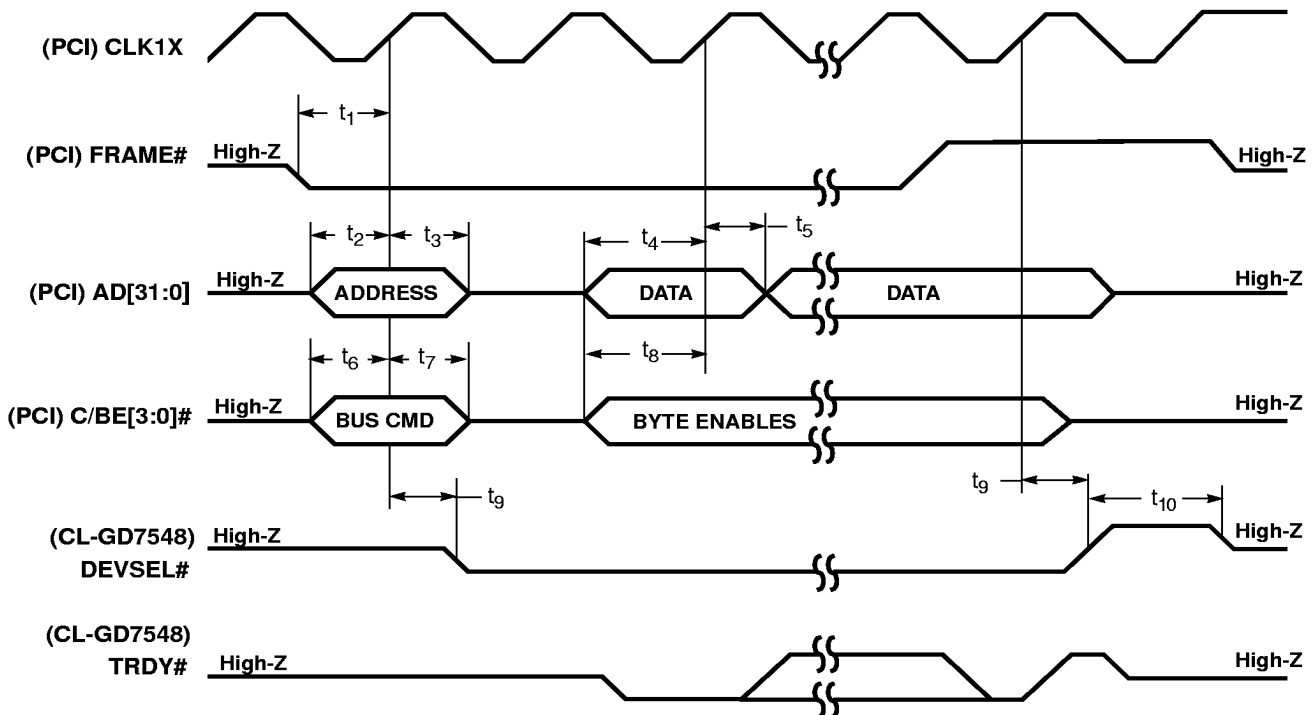 (PCI) CLK1X
t1
(PCI) FRAME#
High-Z
High-Z
t2
t3
t4
t5
(PCI) AD[31:0]
High-Z
ADDRESS
DATA
DATA
High-Z
t6
t7
t8
(PCI) C/BE[3:0]#
High-Z
BUS CMD
BYTE ENABLES
High-Z
t9
t9
t10
(CL-GD7548)
DEVSEL#
High-Z
High-Z
(CL-GD7548)
TRDY#
High-Z
High-Z